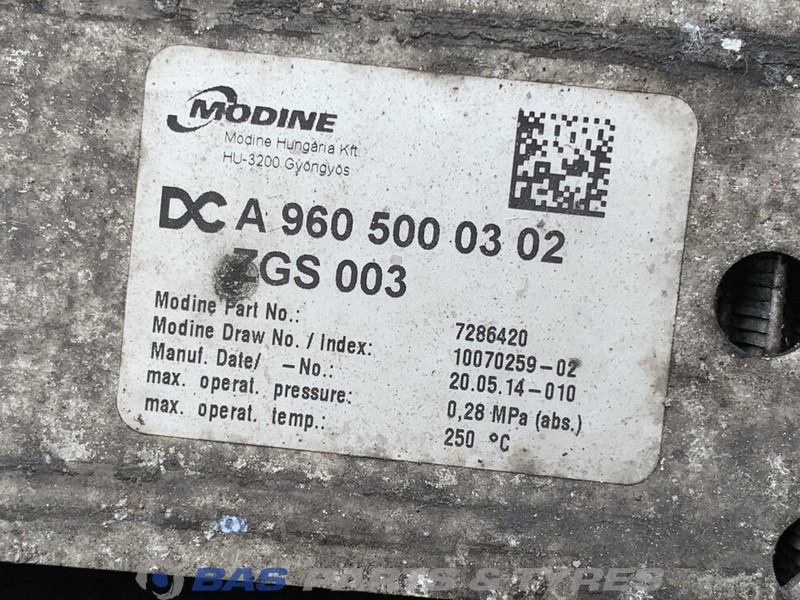 MODINE
Modine Hungária Kft
HU-3200 Gyöngyös
DC A 960 500 03 02
ZGS 003
Modine Part No.: 7286420
Modine Draw No. / Index: 10070259-02
Manuf. Date/ -No.: 20.05.14-010
max. operat. pressure: 0,28 MPa (abs.)
max. operat. temp.: 250 °C
BAS PARTS & TYRES